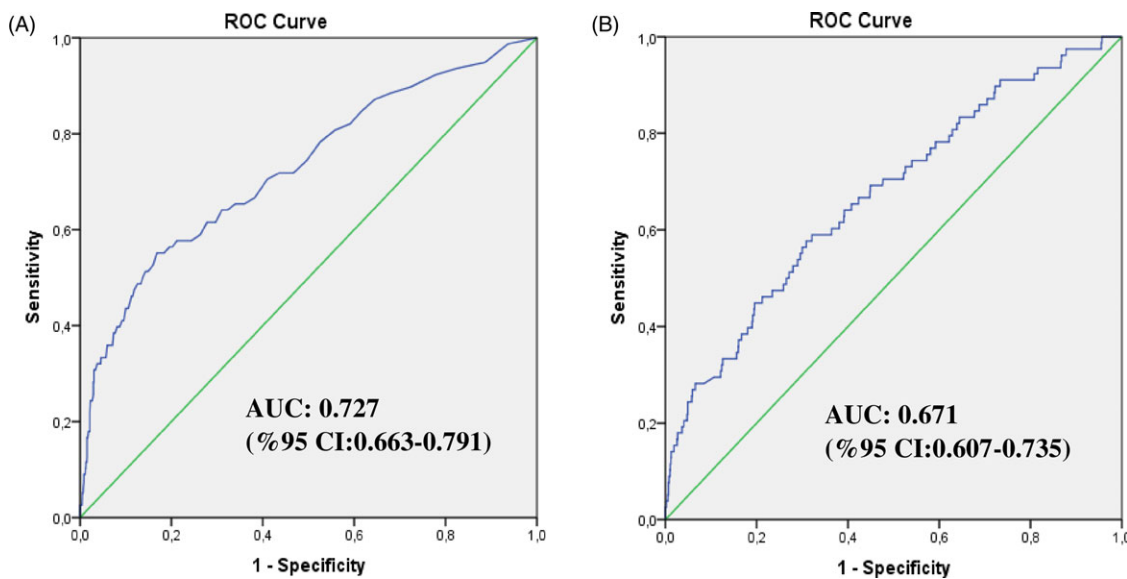 (A)
ROC Curve
1,0
0,8
0,6
0,4
0,2
0,0
Sensitivity
AUC: 0.727
(%95 CI:0.663-0.791)
0,0 0,2 0,4 0,6 0,8 1,0
1 - Specificity
(B)
ROC Curve
1,0
0,8
0,6
0,4
0,2
0,0
Sensitivity
AUC: 0.671
(%95 CI:0.607-0.735)
0,0 0,2 0,4 0,6 0,8 1,0
1 - Specificity